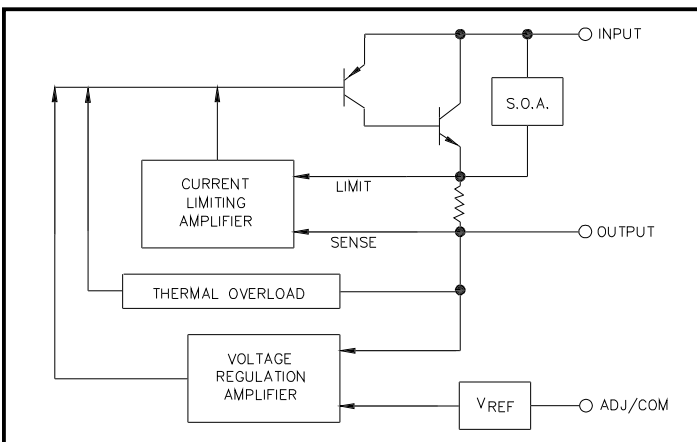 INPUT
S.O.A.
CURRENT
LIMITING
AMPLIFIER
LIMIT
SENSE
OUTPUT
THERMAL OVERLOAD
VOLTAGE
REGULATION
AMPLIFIER
VREF
ADJ/COM